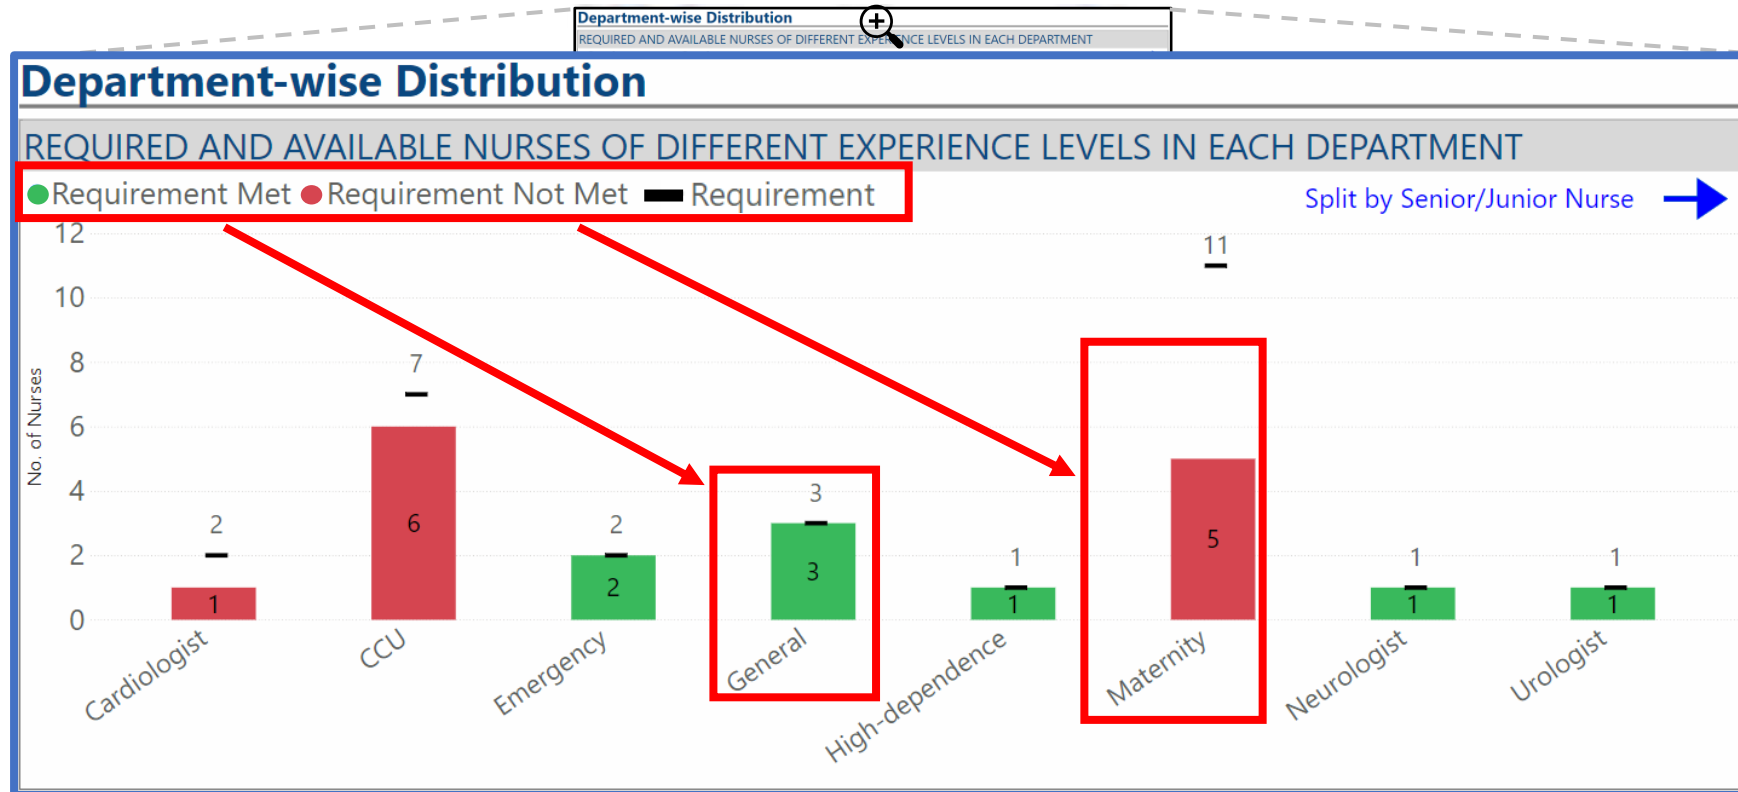 Department-wise Distribution
REQUIRED AND AVAILABLE NURSES OF DIFFERENT EXPERIENCE LEVELS IN EACH DEPARTMENT
Department-wise Distribution
REQUIRED AND AVAILABLE NURSES OF DIFFERENT EXPERIENCE LEVELS IN EACH DEPARTMENT
Requirement Met Requirement Not Met Requirement
Split by Senior/Junior Nurse
No. of Nurses
12
10
8
6
4
2
0
2
7
2
3
1
11
1
1
1
6
2
3
1
5
1
1
Cardiologist
CCU
Emergency
General
High-dependence
Maternity
Neurologist
Urologist